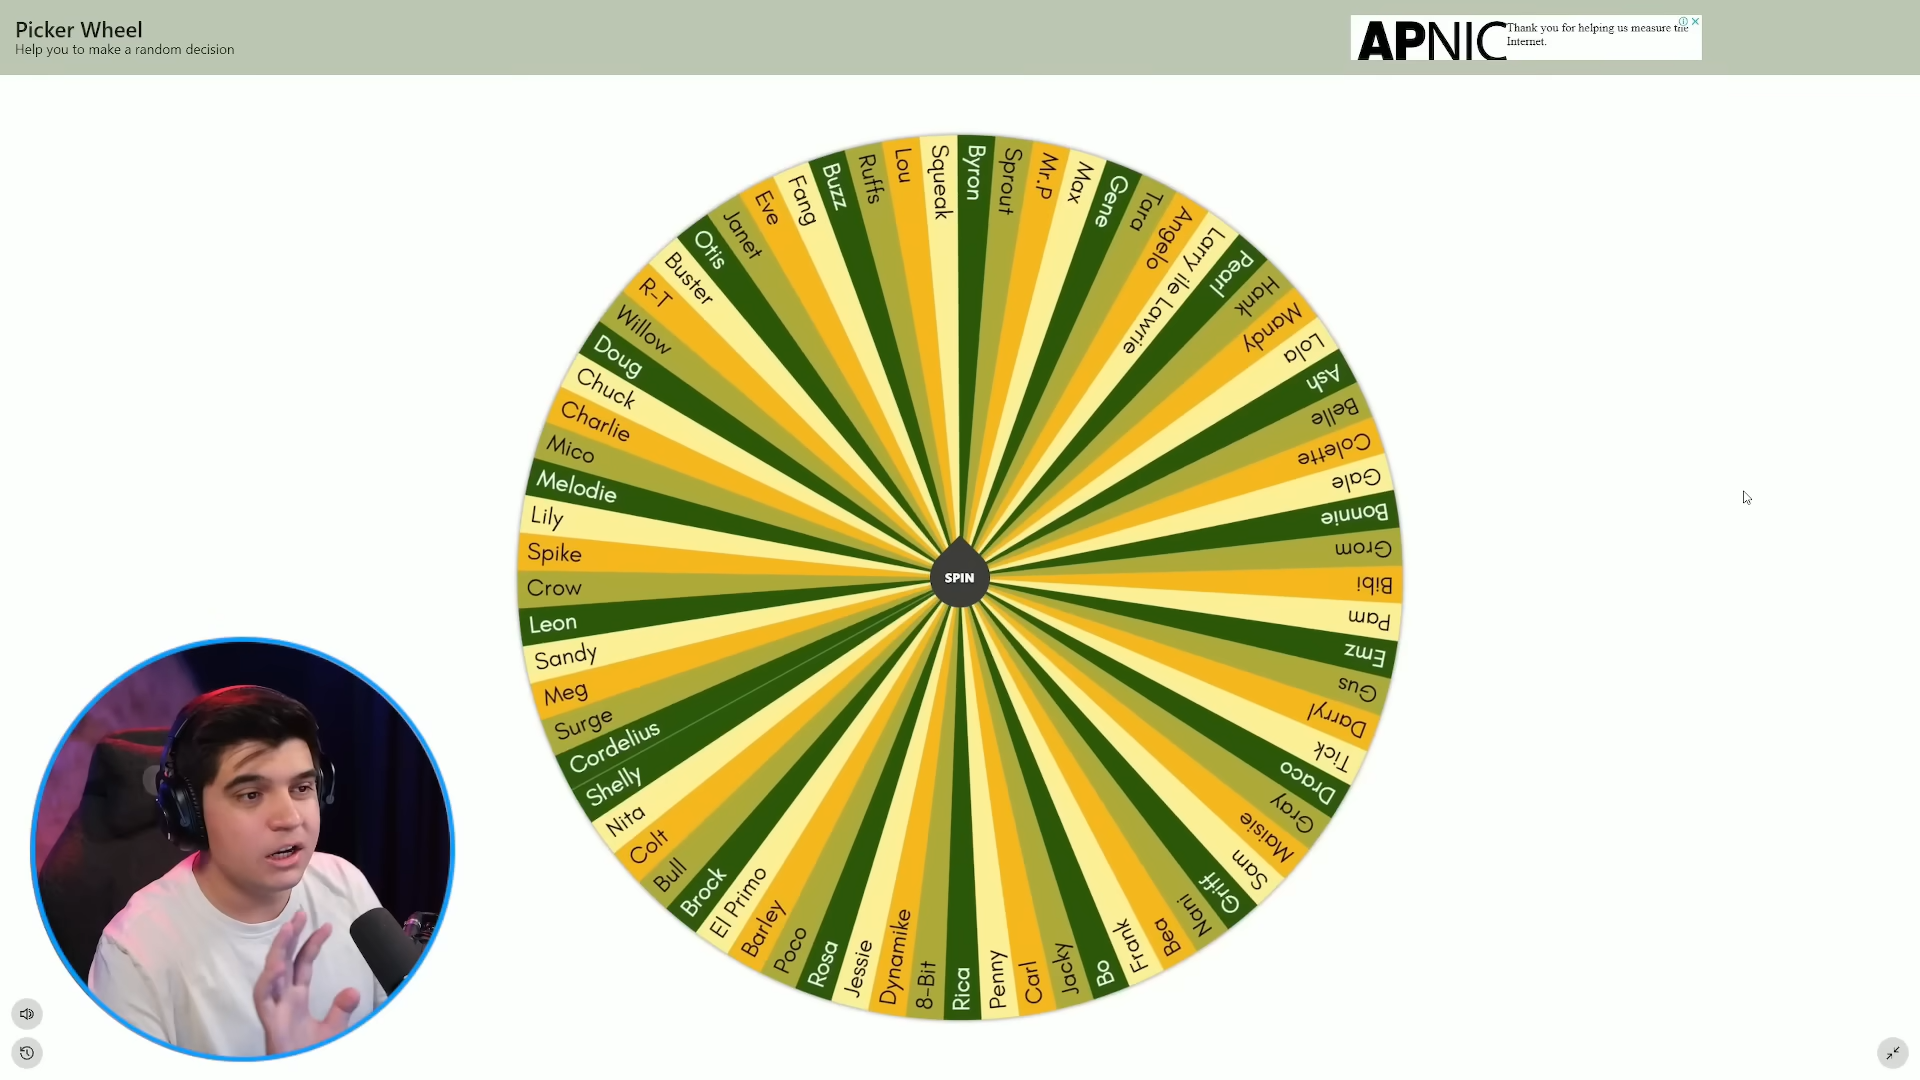 Picker Wheel
Help you to make a random decision
APNIC
Thank you for helping us measure the
Internet.
Byron
Sprout
Mr.P
Max
Gene
Tara
Angelo
Larry ile Lawrie
Pearl
Hank
Mandy
Lola
Ash
Belle
Colette
Gale
Bonnie
Grom
Bibi
Pam
Emz
Gus
Darryl
Tick
Draco
Gray
Maisie
Sam
Griff
Nani
Bea
Frank
Bo
Jacky
Carl
Penny
Rica
8-Bit
Dynamike
Jessie
Rosa
Poco
Barley
El Primo
Brock
Bull
Colt
Nita
Shelly
Cordelius
Surge
Meg
Sandy
Leon
Crow
Spike
Lily
Melodie
Mico
Charlie
Chuck
Doug
Willow
R-T
Buster
Otis
Janet
Eve
Fang
Buzz
Ruffs
Lou
Squeak
SPIN